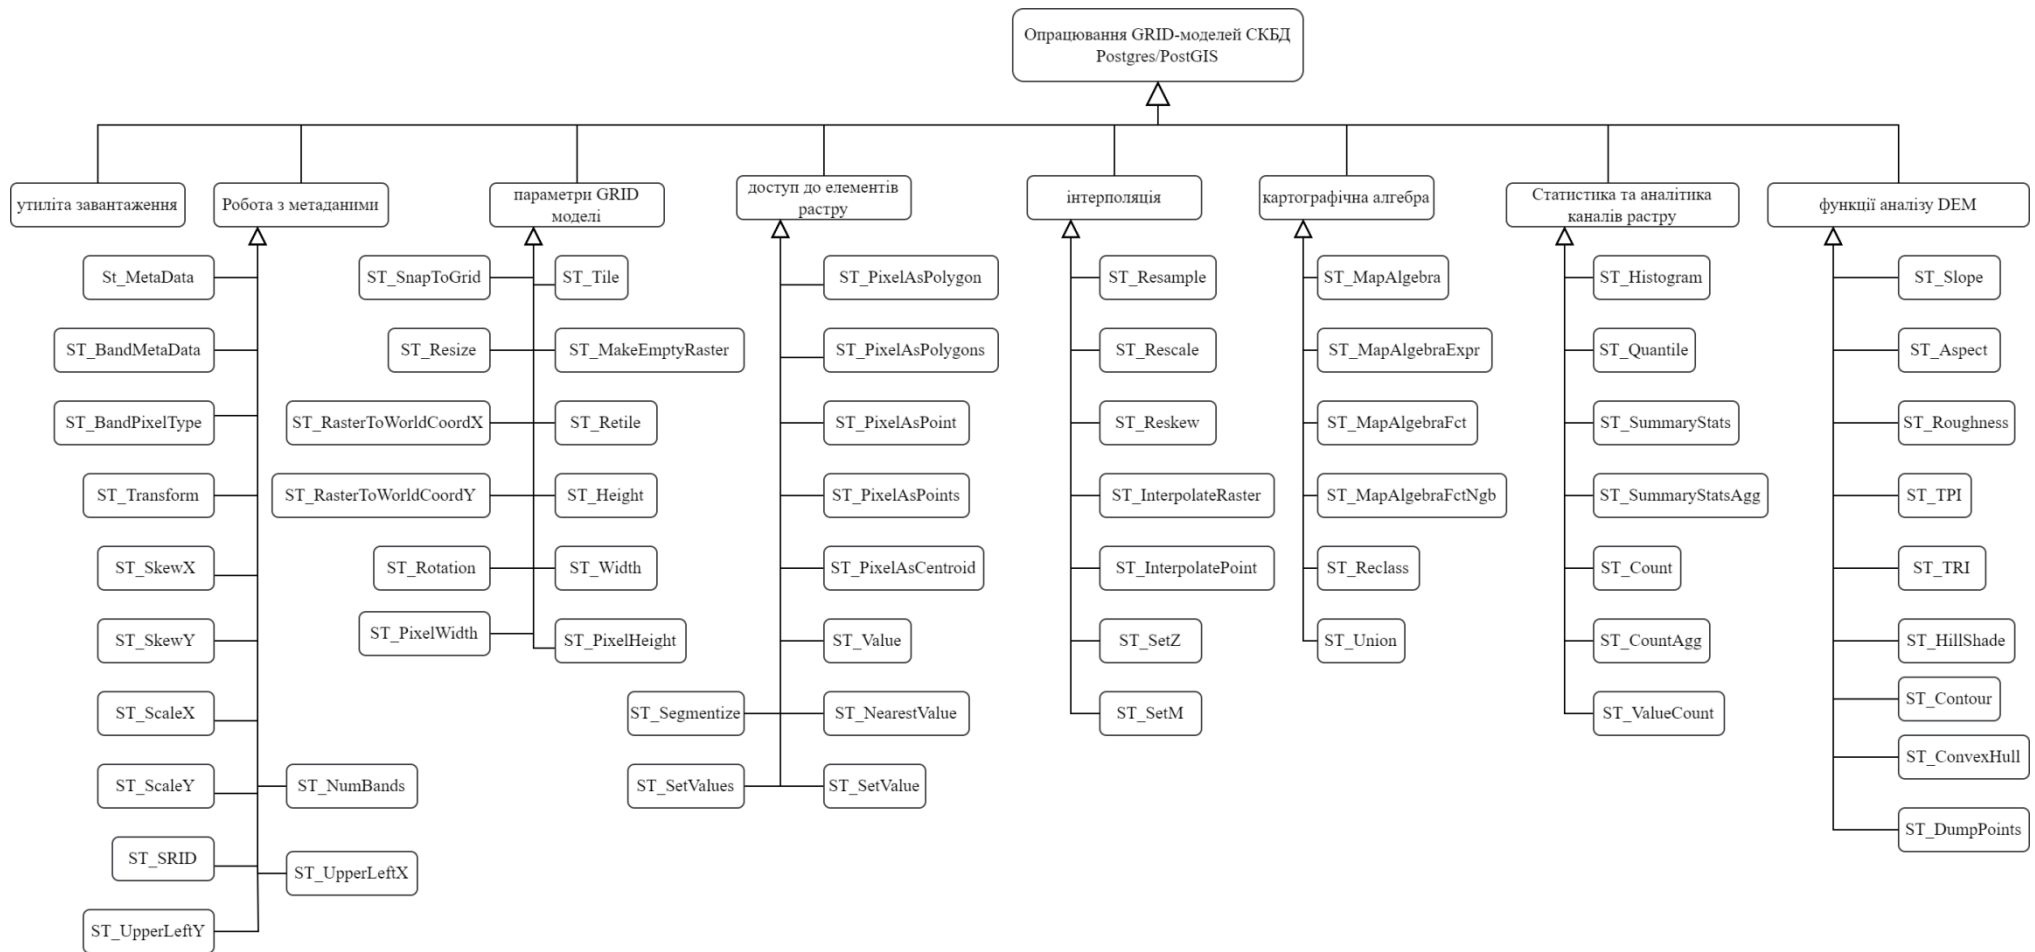 Опрацювання GRID-моделей СКБД
Postgres/PostGIS
утиліта завантаження
Робота з метаданими
St_MetaData
ST_BandMetaData
ST_BandPixelType
ST_Transform
ST_SkewX
ST_SkewY
ST_ScaleX
ST_ScaleY
ST_NumBands
ST_SRID
ST_UpperLeftX
ST_UpperLeftY
параметри GRID
моделі
ST_SnapToGrid
ST_Tile
ST_Resize
ST_MakeEmptyRaster
ST_RasterToWorldCoordX
ST_Retile
ST_RasterToWorldCoordY
ST_Height
ST_Rotation
ST_Width
ST_PixelWidth
ST_PixelHeight
доступ до елементів
растру
ST_PixelAsPolygon
ST_PixelAsPolygons
ST_PixelAsPoint
ST_PixelAsPoints
ST_PixelAsCentroid
ST_Value
ST_Segmentize
ST_NearestValue
ST_SetValues
ST_SetValue
інтерполяція
ST_Resample
ST_Rescale
ST_Reskew
ST_InterpolateRaster
ST_InterpolatePoint
ST_SetZ
ST_SetM
картографічна алгебра
ST_MapAlgebra
ST_MapAlgebraExpr
ST_MapAlgebraFct
ST_MapAlgebraFctNgb
ST_Reclass
ST_Union
Статистика та аналітика
каналів растру
ST_Histogram
ST_Quantile
ST_SummaryStats
ST_SummaryStatsAgg
ST_Count
ST_CountAgg
ST_ValueCount
функції аналізу DEM
ST_Slope
ST_Aspect
ST_Roughness
ST_TPI
ST_TRI
ST_HillShade
ST_Contour
ST_ConvexHull
ST_DumpPoints